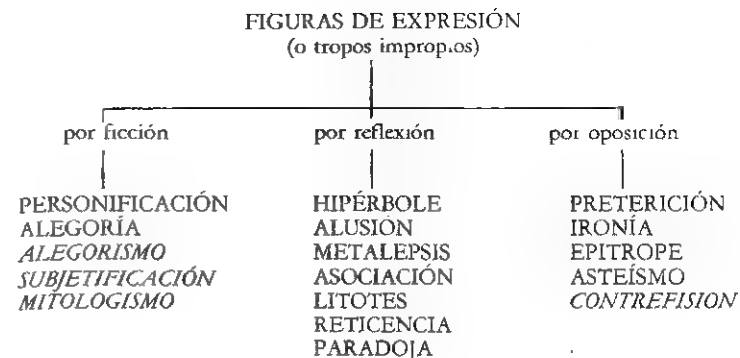 FIGURAS DE EXPRESIÓN
(o tropos impropios)
por ficción por reflexión por oposición
PERSONIFICACIÓN HIPÉRBOLE PRETERICIÓN
ALEGORÍA ALUSIÓN IRONÍA
ALEGORISMO METALEPSIS EPITROPE
SUBJETIFICACIÓN ASOCIACIÓN ASTEÍSMO
MITOLOGISMO LITOTES CONTREFISION
RETICENCIA
PARADOJA